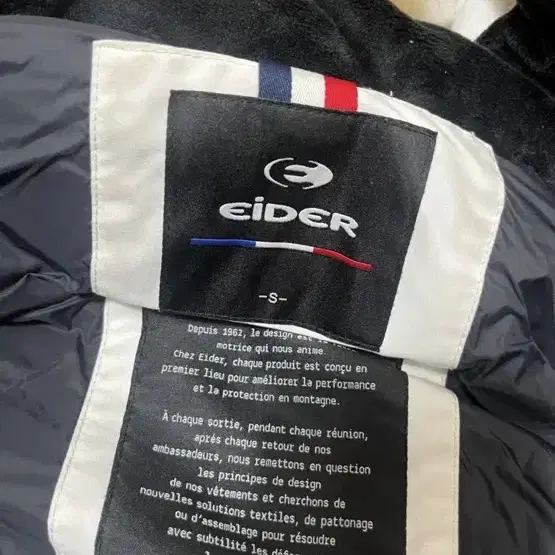 EiDER
-S-
Depuis 1962, le design est la
motrice qui nous anime.
Chez Eider, chaque produit est conçu en
premier lieu pour améliorer la performance
et la protection en montagne.
À chaque sortie, pendant chaque réunion,
après chaque retour de nos
ambassadeurs, nous remettons en question
les principes de design
de nos vêtements et cherchons de
nouvelles solutions textiles, de patronage
ou d'assemblage pour résoudre
avec subtilité les